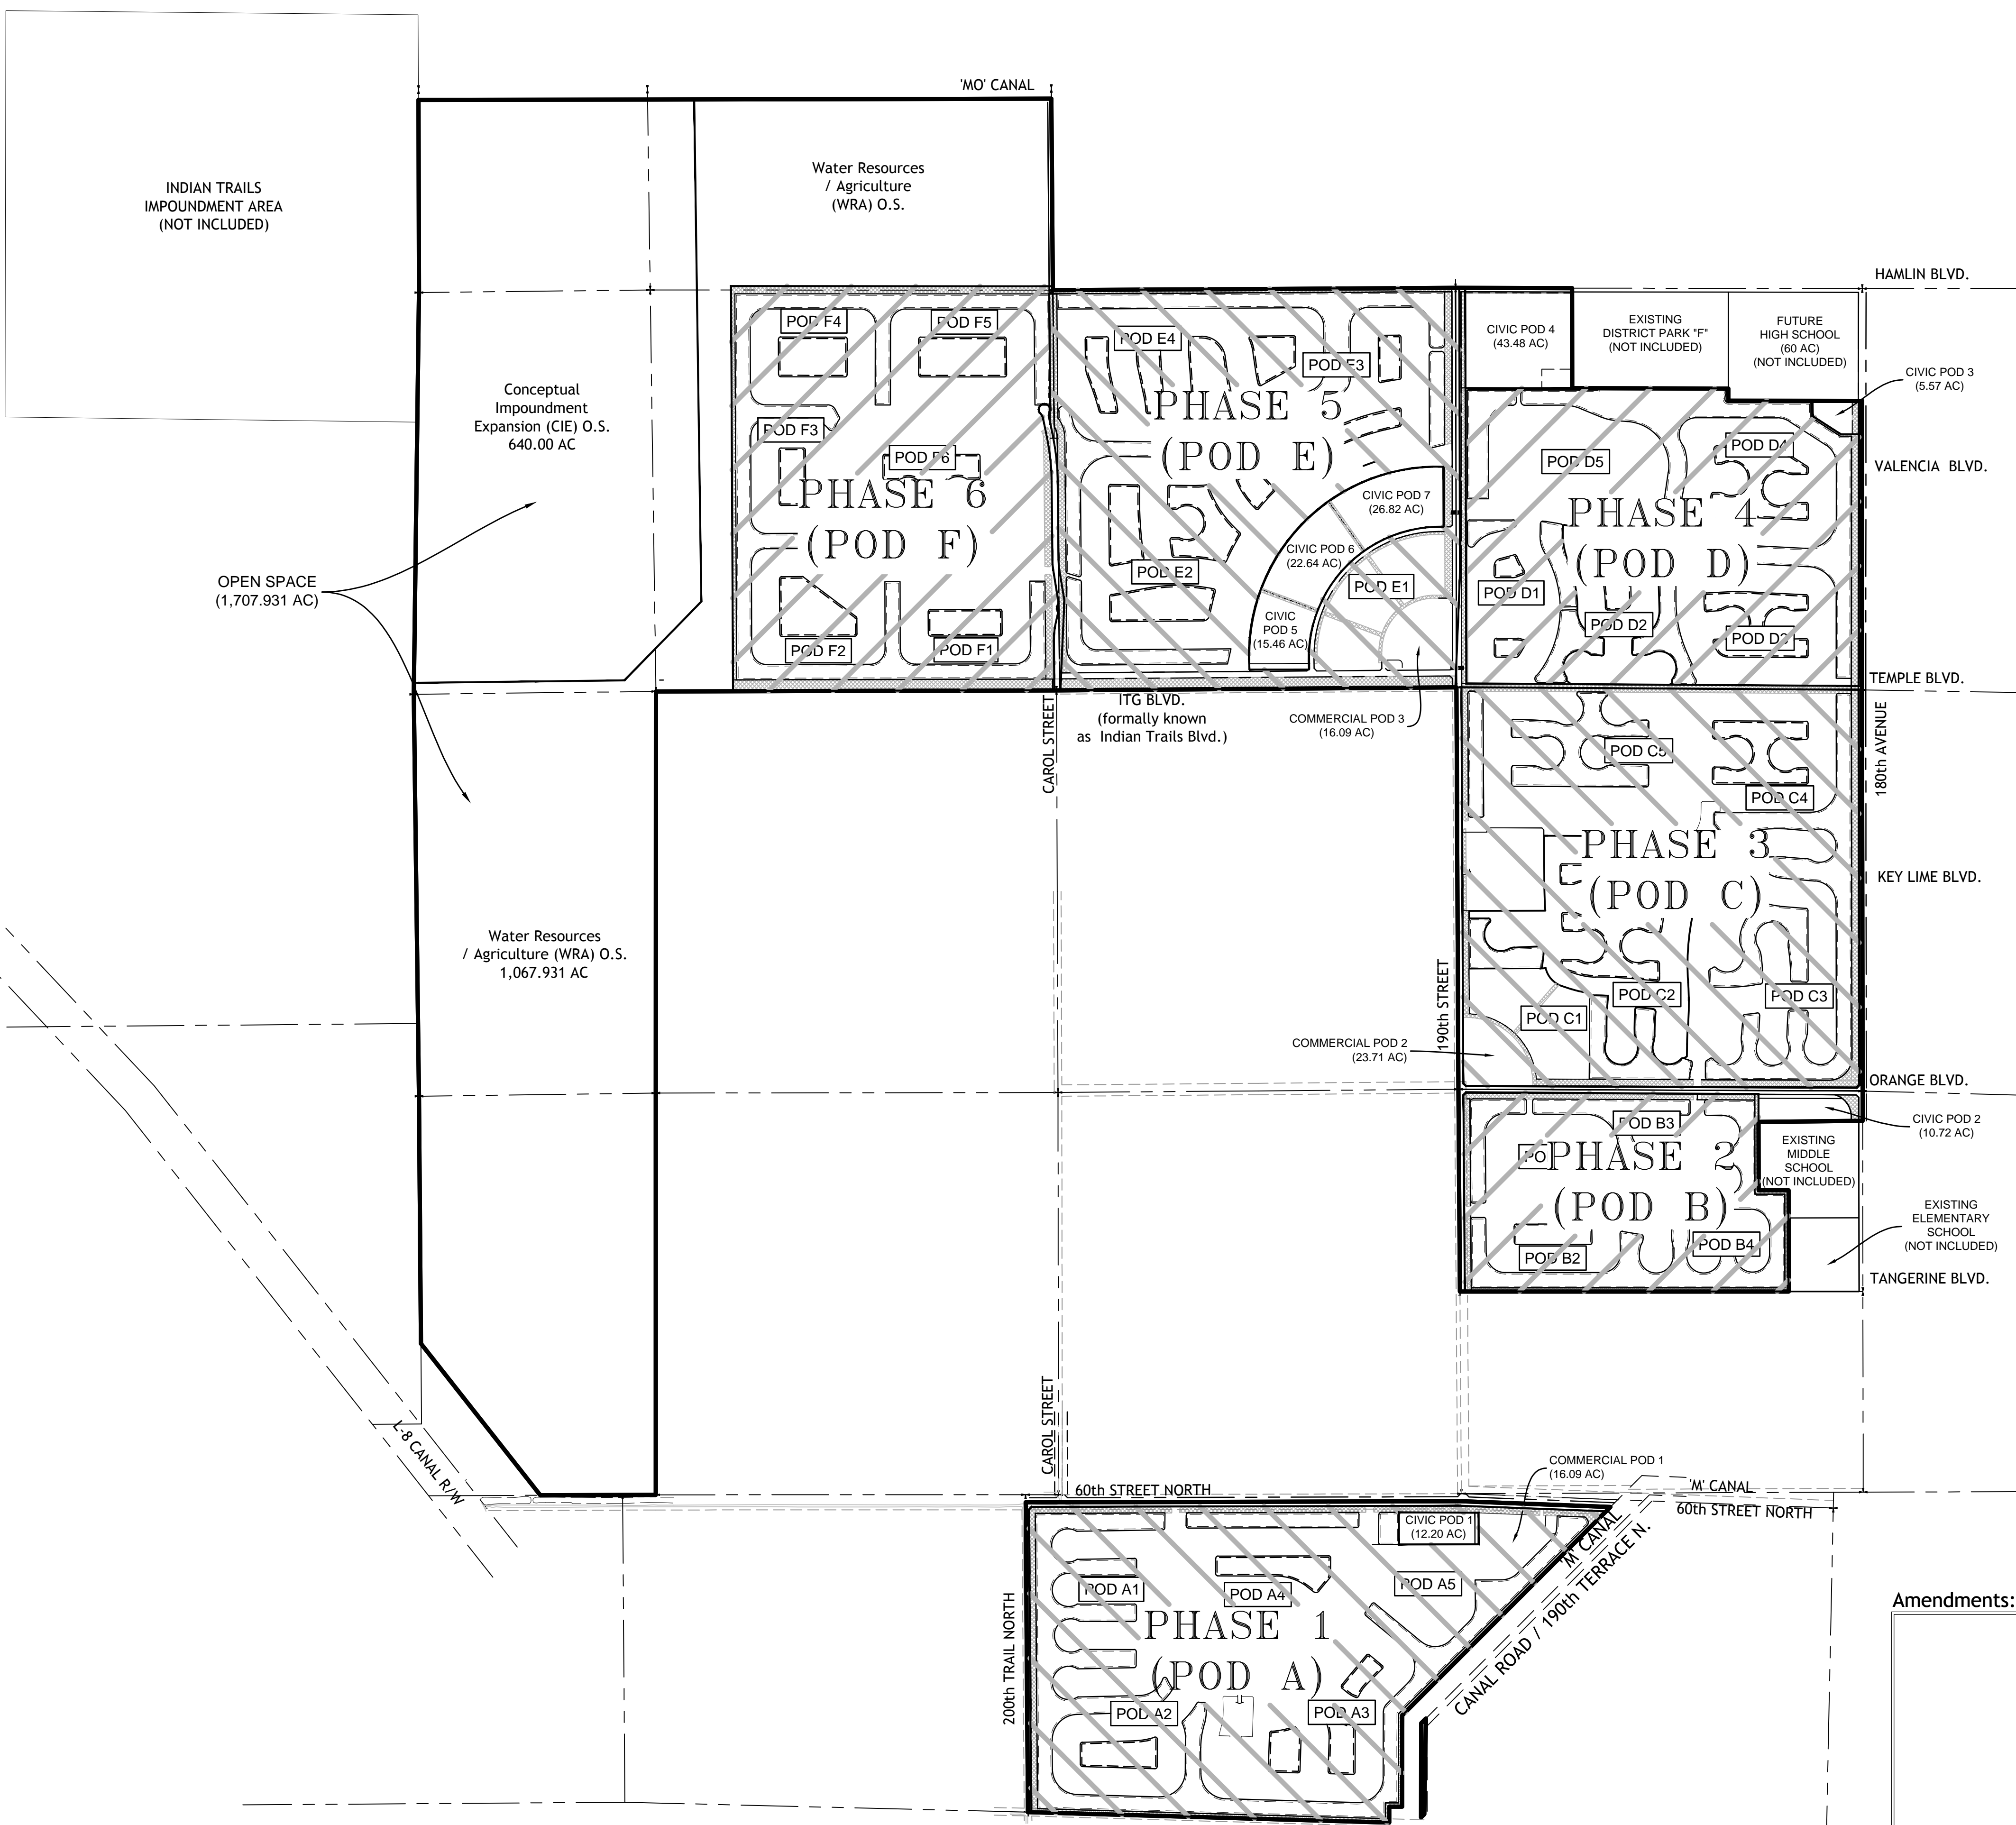 'MO' CANAL
INDIAN TRAILS
IMPOUNDMENT AREA
(NOT INCLUDED)
Water Resources
/ Agriculture
(WRA) O.S.
HAMLIN BLVD.
POD F4
POD F5
POD E4
POD E3
CIVIC POD 4
(43.48 AC)
EXISTING
DISTRICT PARK "F"
(NOT INCLUDED)
FUTURE
HIGH SCHOOL
(60 AC)
(NOT INCLUDED)
CIVIC POD 3
(5.57 AC)
Conceptual
Impoundment
Expansion (CIE) O.S.
640.00 AC
PHASE 5
(POD E)
POD F3
POD F6
PHASE 6
(POD F)
POD D5
POD D4
VALENCIA BLVD.
CIVIC POD 7
(26.82 AC)
PHASE 4
(POD D)
CIVIC POD 6
(22.64 AC)
OPEN SPACE
(1,707.931 AC)
POD E2
POD E1
POD D1
POD D2
POD D3
CIVIC
POD 5
(15.46 AC)
POD F2
POD F1
TEMPLE BLVD.
ITG BLVD.
(formally known
as Indian Trails Blvd.)
COMMERCIAL POD 3
(16.09 AC)
CAROL STREET
180th AVENUE
POD C5
POD C4
PHASE 3
(POD C)
KEY LIME BLVD.
Water Resources
/ Agriculture (WRA) O.S.
1,067.931 AC
190th STREET
POD C2
POD C3
POD C1
COMMERCIAL POD 2
(23.71 AC)
ORANGE BLVD.
POD B3
CIVIC POD 2
(10.72 AC)
PO
PHASE 2
(POD B)
EXISTING
MIDDLE
SCHOOL
(NOT INCLUDED)
EXISTING
ELEMENTARY
SCHOOL
(NOT INCLUDED)
POD B2
POD B4
TANGERINE BLVD.
CAROL STREET
L-8 CANAL R/W
COMMERCIAL POD 1
(16.09 AC)
60th STREET NORTH
'M' CANAL
60th STREET NORTH
CIVIC POD 1
(12.20 AC)
'M' CANAL
CANAL ROAD / 190th TERRACE N.
POD A1
POD A4
POD A5
PHASE 1
(POD A)
200th TRAIL NORTH
POD A2
POD A3
Amendments: